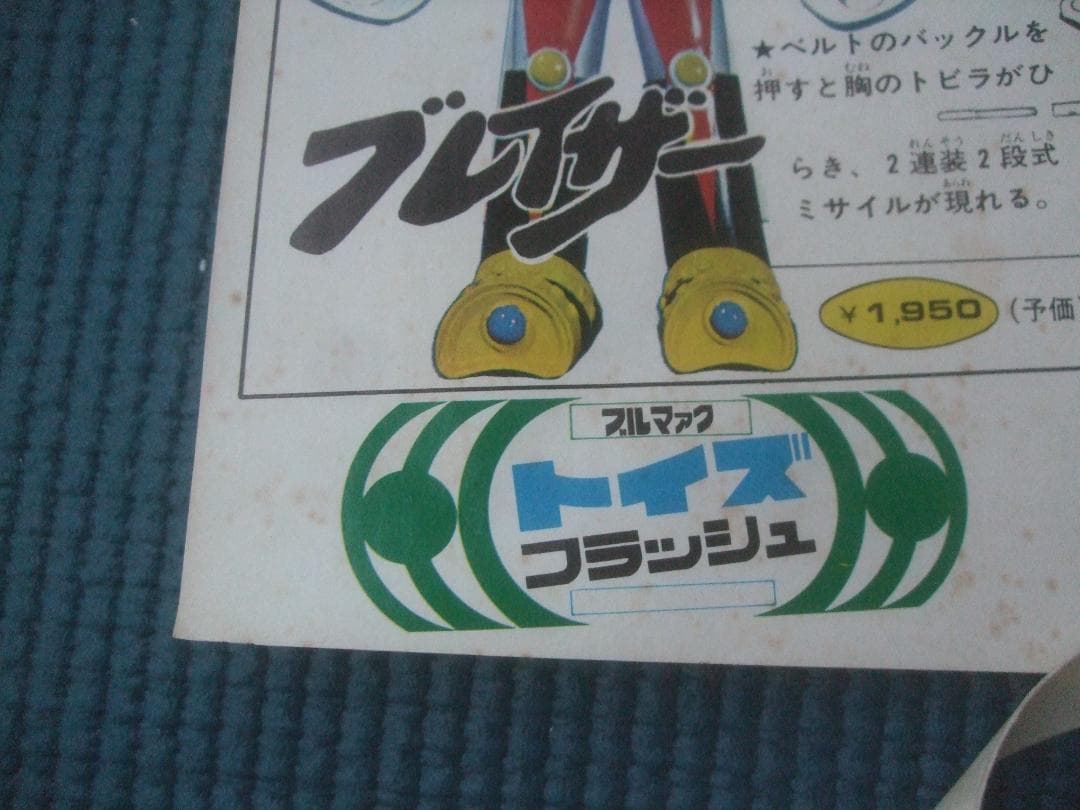 ★ベルトのバックルを
押すと胸のトビラがひ
らき、2連装2段式
ミサイルが現れる。
ブレイザー
¥1,950 (予価
ブルマァク
トイズ
フラッシュ